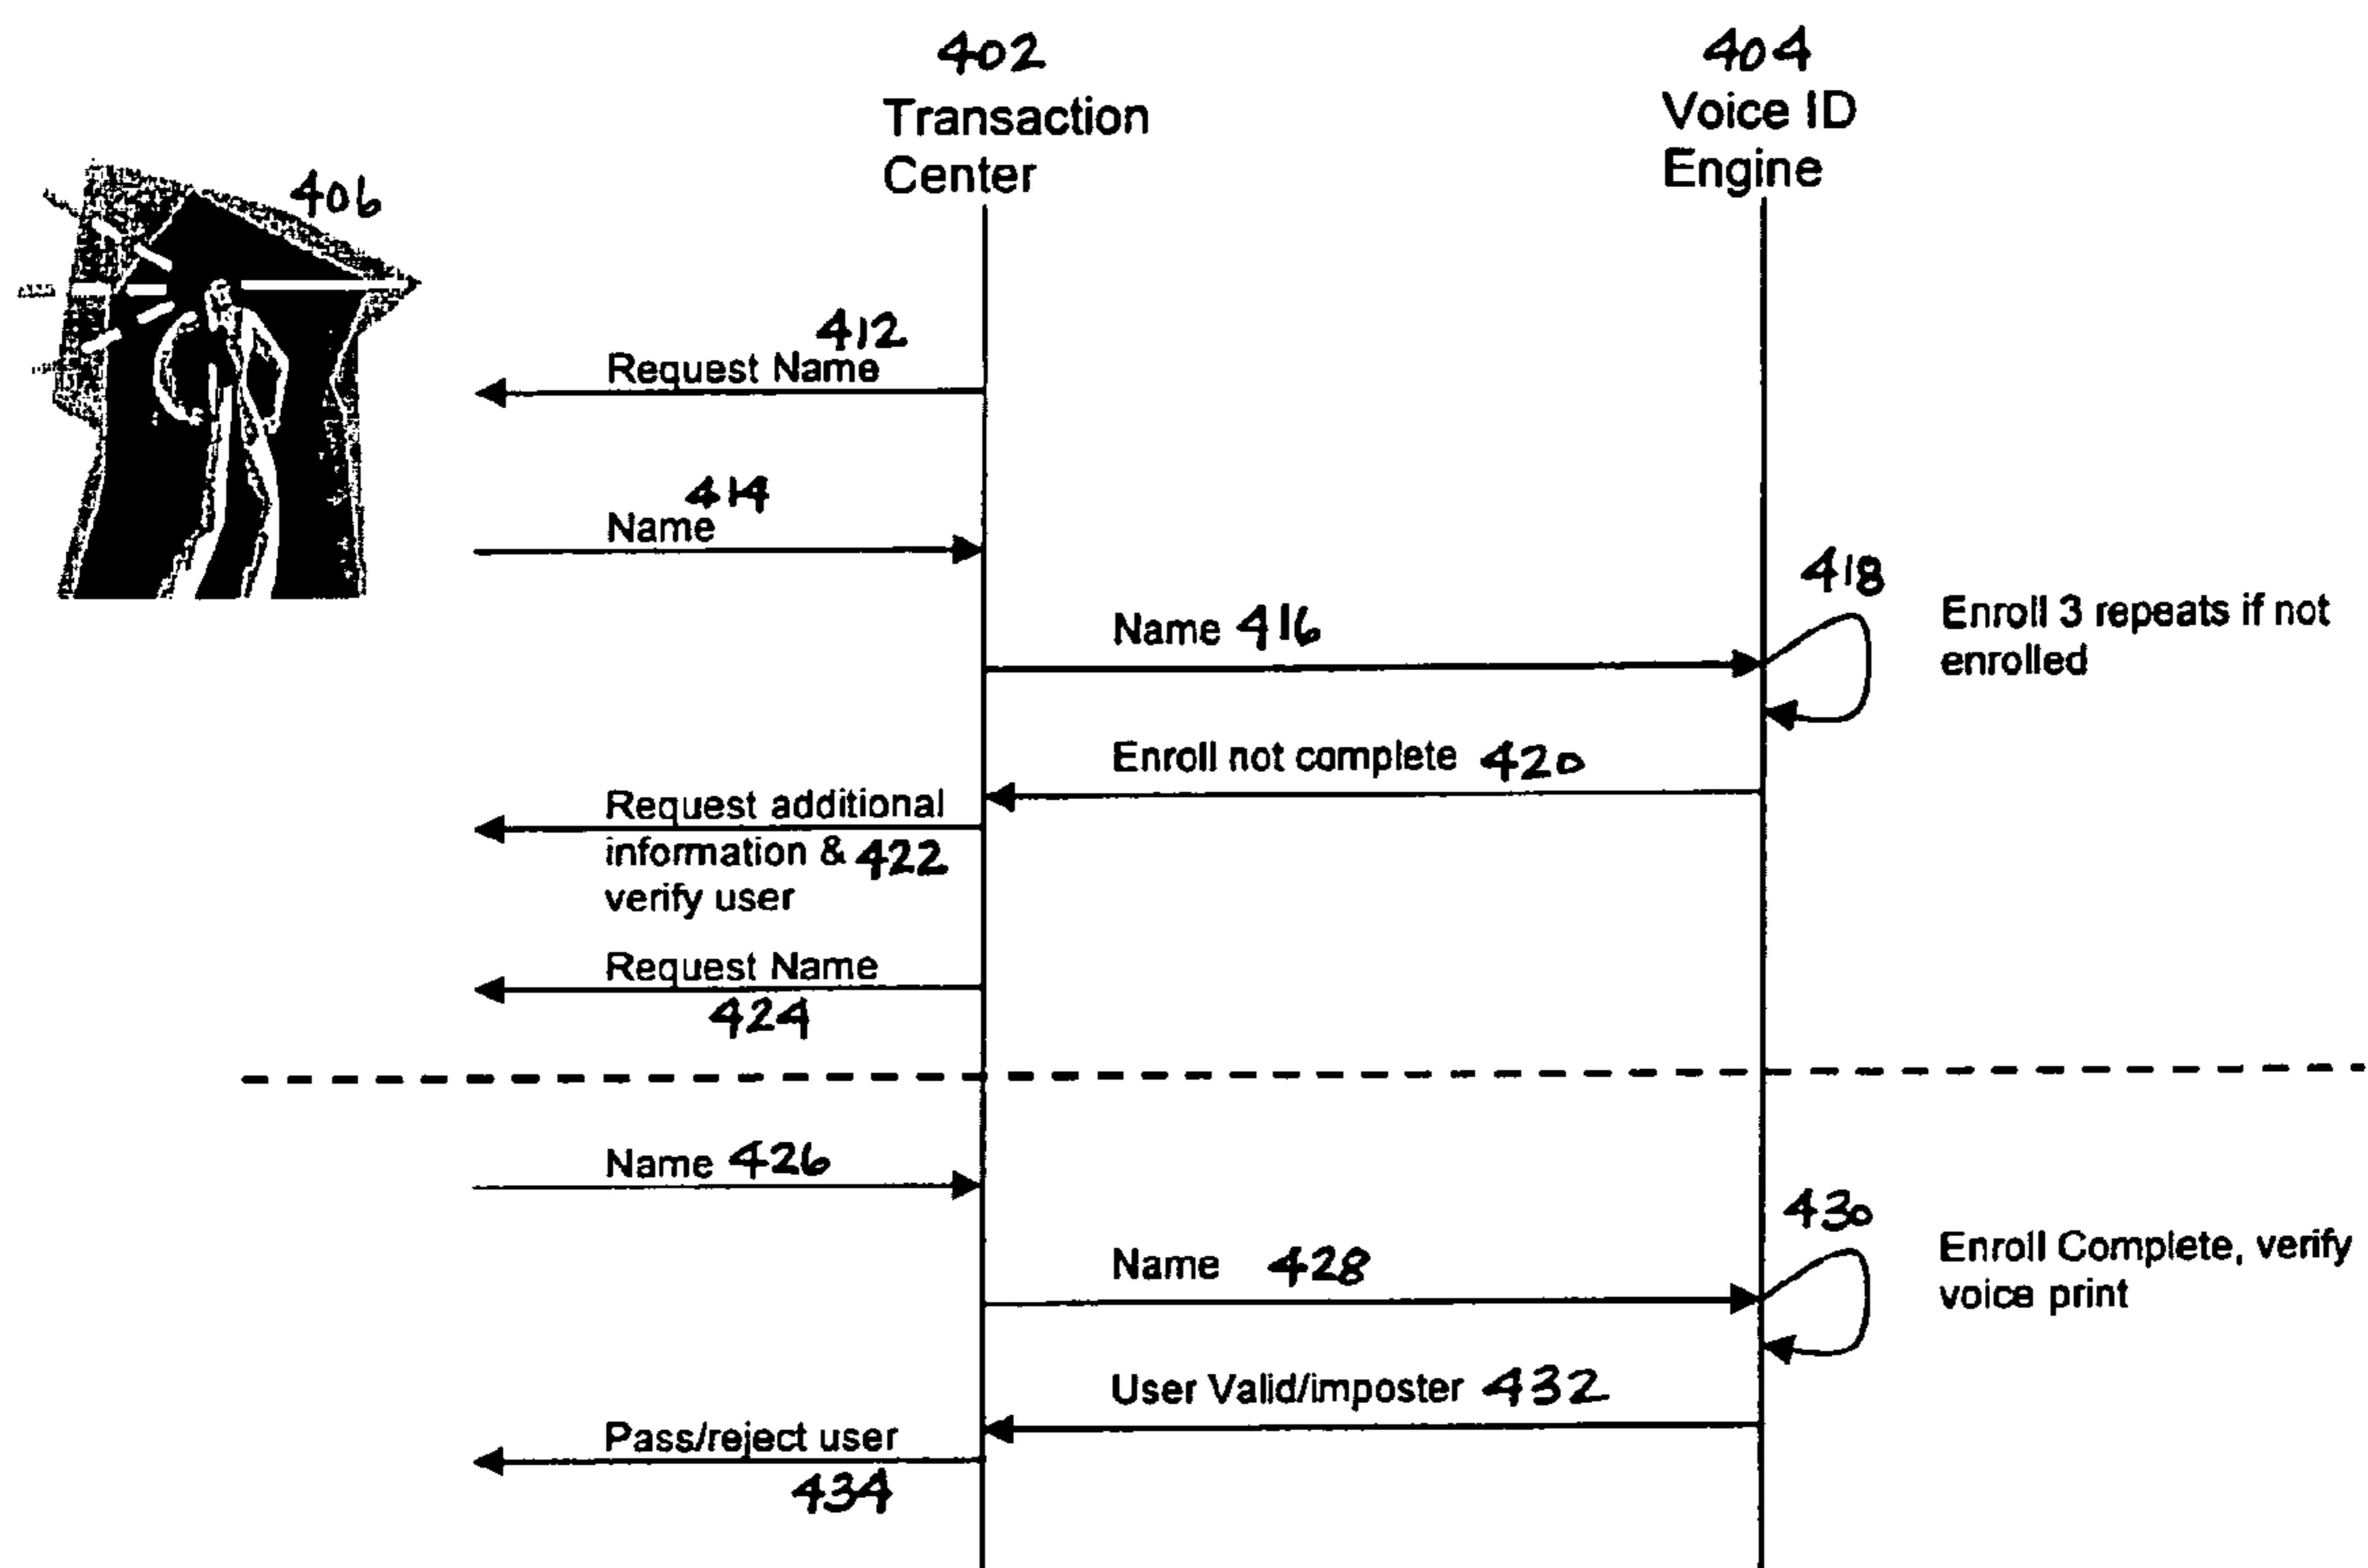 402
Transaction
Center
404
Voice ID
Engine
406
412
Request Name
414
Name
418
Enroll 3 repeats if not
enrolled
Name 416
Enroll not complete 420
Request additional
information & 422
verify user
Request Name
424
Name 426
430
Enroll Complete, verify
voice print
Name 428
User Valid/imposter 432
Pass/reject user
434